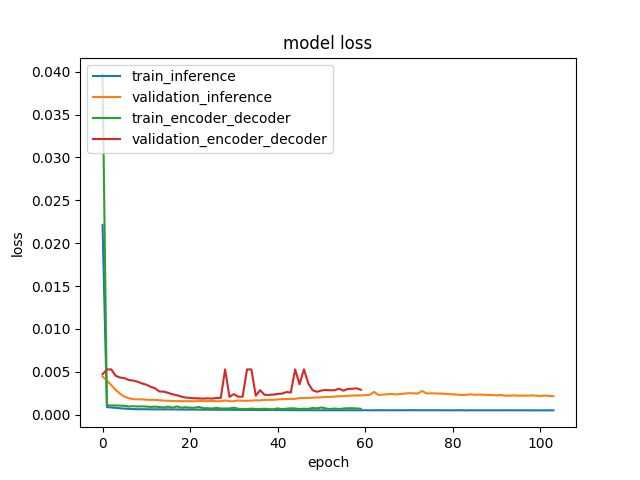 model loss
train_inference
validation_inference
train_encoder_decoder
validation_encoder_decoder
0.040
0.035
0.030
0.025
0.020
0.015
0.010
0.005
0.000
loss
0 20 40 60 80 100
epoch